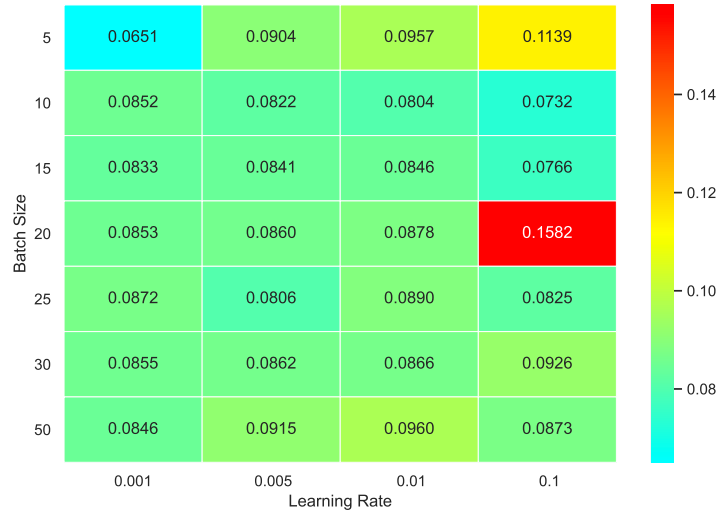 5 0.0651 0.0904 0.0957 0.1139
0.14
10 0.0852 0.0822 0.0804 0.0732
15 0.0833 0.0841 0.0846 0.0766
0.12
20 0.0853 0.0860 0.0878 0.1582
Batch Size
0.10
25 0.0872 0.0806 0.0890 0.0825
30 0.0855 0.0862 0.0866 0.0926
0.08
50 0.0846 0.0915 0.0960 0.0873
0.001 0.005 0.01 0.1
Learning Rate